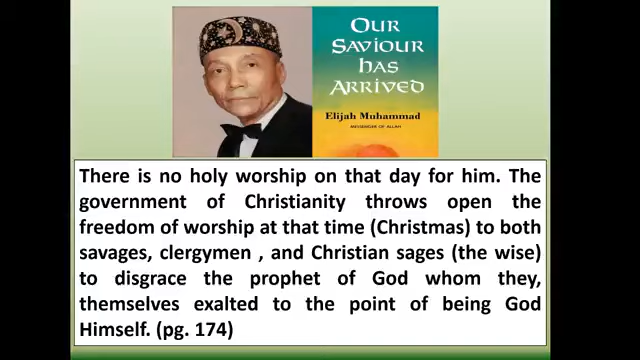 OUR
SAVIOUR
HAS
ARRIVED
Elijah Muhammad
MESSENGER OF ALLAH
There is no holy worship on that day for him. The
government of Christianity throws open the
freedom of worship at that time (Christmas) to both
savages, clergymen , and Christian sages (the wise)
to disgrace the prophet of God whom they,
themselves exalted to the point of being God
Himself. (pg. 174)